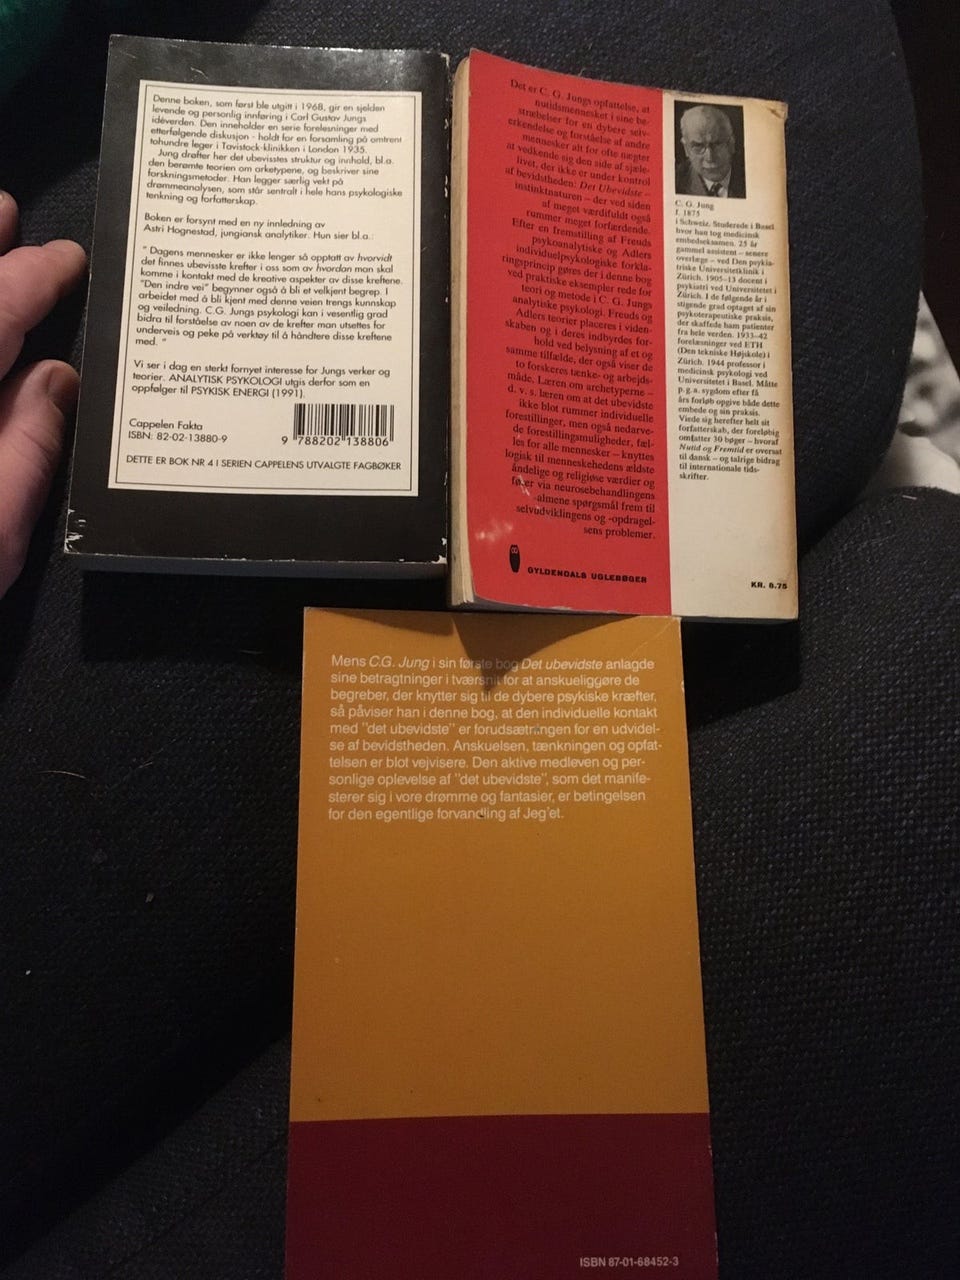 Denne boken, som først ble utgitt i 1968, gir en sjelden
levende og personlig innføring i Carl Gustav Jungs
idéverden. Den inneholder en serie forelesninger med
etterfølgende diskusjon - holdt for en forsamling på omtrent
tohundre leger i Tavistock-klinikken i London 1935.
Jung drøfter her det ubevisstes struktur og innhold, bl.a.
den berømte teorien om arketypene, og beskriver sine
forskningsmetoder. Han legger særlig vekt på
drømmeanalysen, som står sentralt i hele hans psykologiske
tenkning og forfatterskap.
Boken er forsynt med en ny innledning av
Astri Hognestad, jungiansk analytiker. Hun sier bl.a.:
" Dagens mennesker er ikke lenger så opptatt av hvorvidt
det finnes ubevisste krefter i oss som av hvordan man skal
komme i kontakt med de kreative aspekter av disse kreftene.
"Den indre vei" begynner også å bli et velkjent begrep. I
arbeidet med å bli kjent med denne veien trengs kunnskap
og veiledning. C.G. Jungs psykologi kan i vesentlig grad
bidra til forståelse av noen av de krefter man utsettes for
underveis og peke på verktøy til å håndtere disse kreftene
med. "
Vi ser i dag en sterkt fornyet interesse for Jungs verker og
teorier. ANALYTISK PSYKOLOGI utgis derfor som en
oppfølger til PSYKISK ENERGI (1991).
Cappelen Fakta
ISBN: 82-02-13880-9
9 788202 138806
DETTE ER BOK NR 4 I SERIEN CAPPELENS UTVALGTE FAGBØKER
Det er C. G. Jungs opfattelse, at
nutidsmennesket i sine be-
stræbelser for en dybere selv-
erkendelse og forståelse af andre
mennesker alt for ofte nægter
at vedkende sig den side af sjæle-
livet, der ikke er under kontrol
af bevidstheden: Det Ubevidste –
instinktnaturen – der ved siden
af meget værdifuldt også
rummer meget forfærdende.
Efter en fremstilling af Freuds
psykoanalytiske og Adlers
individualpsykologiske forkla-
ringsprincip gøres der i denne bog
ved praktiske eksempler rede for
teori og metode i C. G. Jungs
analytiske psykologi. Freuds og
Adlers teorier placeres i viden-
skaben og i deres indbyrdes for-
hold ved belysning af et og
samme tilfælde, der også viser de
to forskeres tænke- og arbejds-
måde. Læren om archetyperne –
d. v. s. læren om at det ubevidste
ikke blot rummer individuelle
forestillinger, men også nedarve-
de forestillingsmuligheder, fæl-
les for alle mennesker – knyttes
logisk til menneskehedens ældste
åndelige og religiøse værdier og
fører via neurosebehandlingens
almene spørgsmål frem til
selvudviklingens og -opdragel-
sens problemer.
GYLDENDALS UGLEBØGER
C. G. Jung
f. 1875
i Schweiz. Studerede i Basel
hvor han tog medicinsk
embedseksamen. 25 år
gammel assistent – senere
overlæge – ved Den psykia-
triske Universitetklinik i
Zürich. 1905–13 docent i
psykiatri ved Universitetet i
Zürich. I de følgende år i
stigende grad optaget af sin
psykoterapeutiske praksis,
der skaffede ham patienter
fra hele verden. 1933–42
forelæsninger ved ETH
(Den tekniske Højskole) i
Zürich. 1944 professor i
medicinsk psykologi ved
Universitetet i Basel. Måtte
p. g. a. sygdom efter få
års forløb opgive både dette
embede og sin praksis.
Viede sig herefter helt sit
forfatterskab, der foreløbig
omfatter 30 bøger – hvoraf
Nutid og Fremtid er oversat
til dansk – og talrige bidrag
til internationale tids-
skrifter.
KR. 8.75
Mens C.G. Jung i sin første bog Det ubevidste anlagde
sine betragtninger i tværsnit for at anskueliggøre de
begreber, der knytter sig til de dybere psykiske kræfter,
så påviser han i denne bog, at den individuelle kontakt
med "det ubevidste" er forudsætningen for en udvidel-
se af bevidstheden. Anskuelsen, tænkningen og opfat-
telsen er blot vejvisere. Den aktive medleven og per-
sonlige oplevelse af "det ubevidste", som det manife-
sterer sig i vore drømme og fantasier, er betingelsen
for den egentlige forvandling af Jeg'et.
ISBN 87-01-68452-3